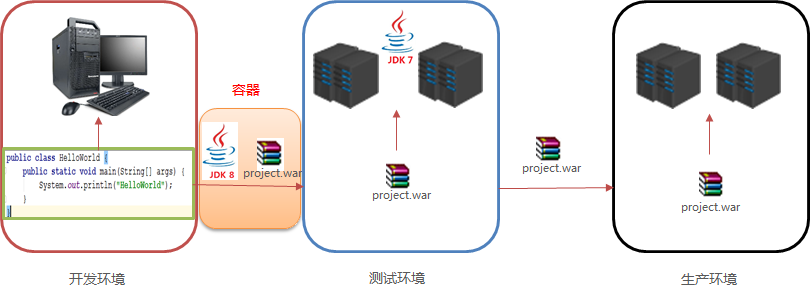 JDK 7
容器
public class HelloWorld {
public static void main(String[] args) {
System.out.println("HelloWorld");
}
}
JDK 8
project.war
project.war
project.war
project.war
开发环境
测试环境
生产环境